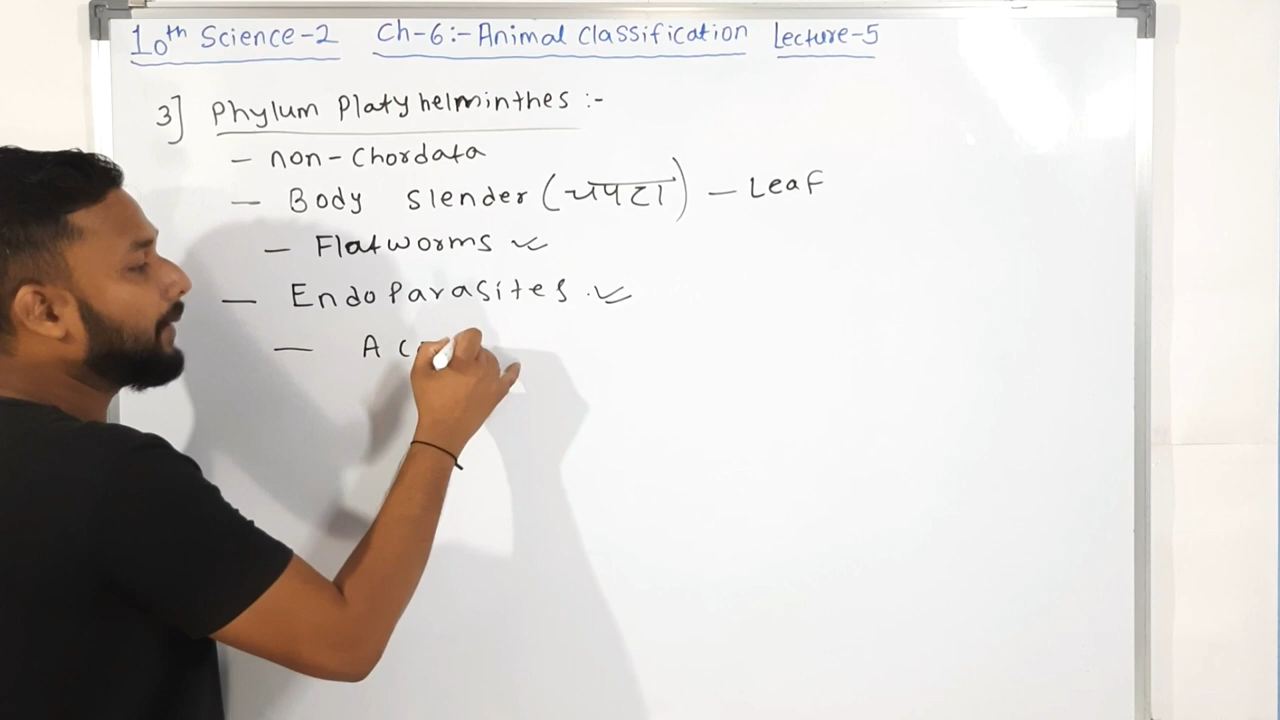 10th Science-2 Ch-6:- Animal Classification Lecture-5
3] Phylum Platyhelminthes :-
- non-Chordata
- Body Slender (चपटा) - Leaf
- Flatworms
- Endoparasites.
-